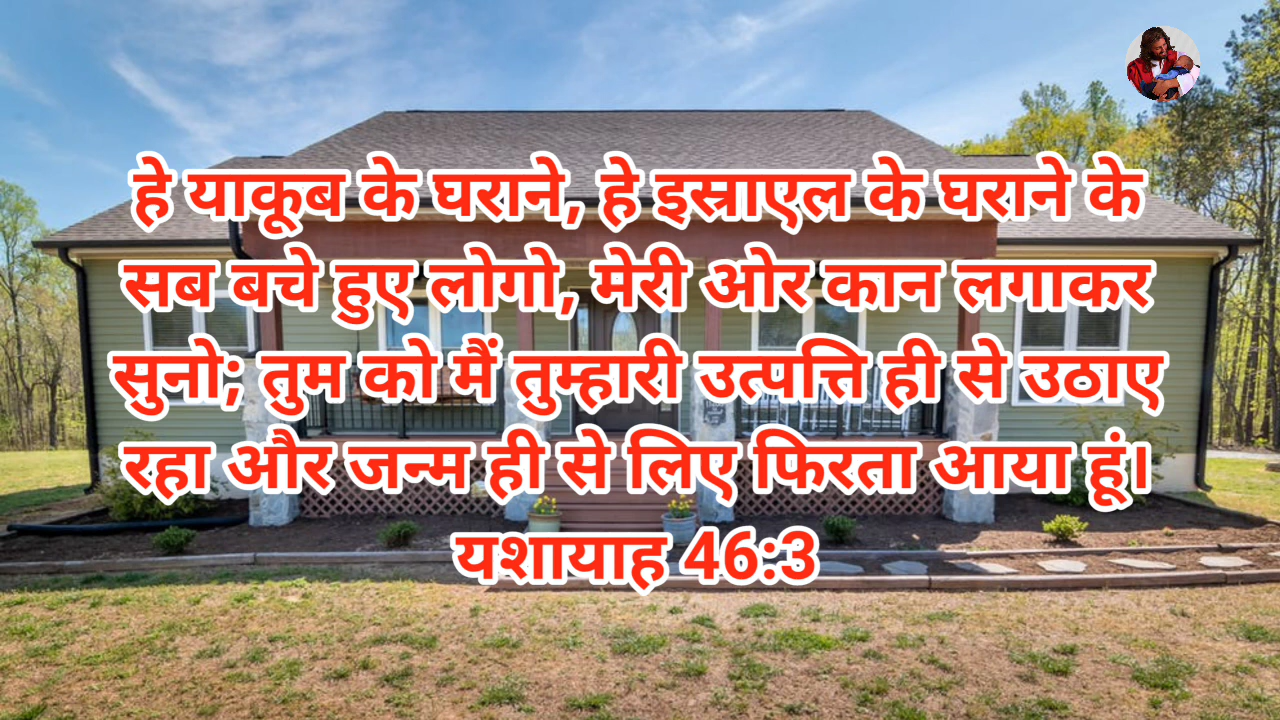 हे याकूब के घराने, हे इस्राएल के घराने के
सब बचे हुए लोगो, मेरी ओर कान लगाकर
सुनो; तुम को मैं तुम्हारी उत्पत्ति ही से उठाए
रहा और जन्म ही से लिए फिरता आया हूं।
यशायाह 46:3